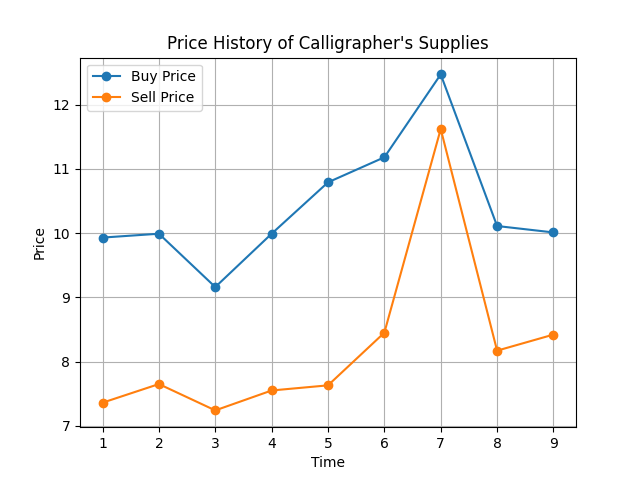 Price History of Calligrapher's Supplies
Buy Price
Sell Price
12
11
10
9
8
7
Price
1 2 3 4 5 6 7 8 9
Time